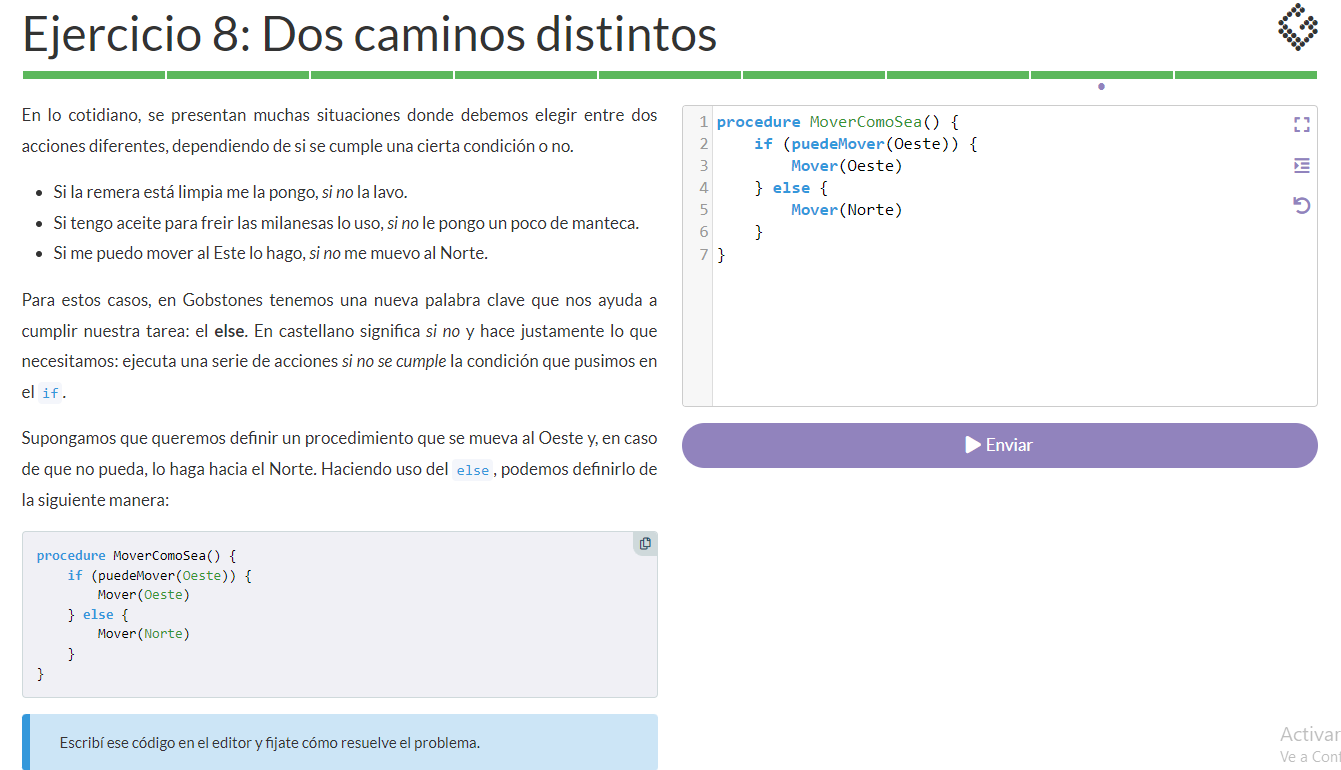 Ejercicio 8: Dos caminos distintos
En lo cotidiano, se presentan muchas situaciones donde debemos elegir entre dos
acciones diferentes, dependiendo de si se cumple una cierta condición o no.
Si la remera está limpia me la pongo, si no la lavo.
Si tengo aceite para freir las milanesas lo uso, si no le pongo un poco de manteca.
Si me puedo mover al Este lo hago, si no me muevo al Norte.
Para estos casos, en Gobstones tenemos una nueva palabra clave que nos ayuda a
cumplir nuestra tarea: el else. En castellano significa si no y hace justamente lo que
necesitamos: ejecuta una serie de acciones si no se cumple la condición que pusimos en
el if.
Supongamos que queremos definir un procedimiento que se mueva al Oeste y, en caso
de que no pueda, lo haga hacia el Norte. Haciendo uso del else, podemos definirlo de
la siguiente manera:
procedure MoverComoSea() {
    if (puedeMover(Oeste)) {
        Mover(Oeste)
    } else {
        Mover(Norte)
    }
}
Escribí ese código en el editor y fijate cómo resuelve el problema.
1 procedure MoverComoSea() {
2     if (puedeMover(Oeste)) {
3         Mover(Oeste)
4     } else {
5         Mover(Norte)
6     }
7 }
Enviar
Activar
Ve a Conf